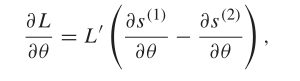 ∂L/∂θ = L′ ( ∂s⁽¹⁾/∂θ − ∂s⁽²⁾/∂θ ) ,